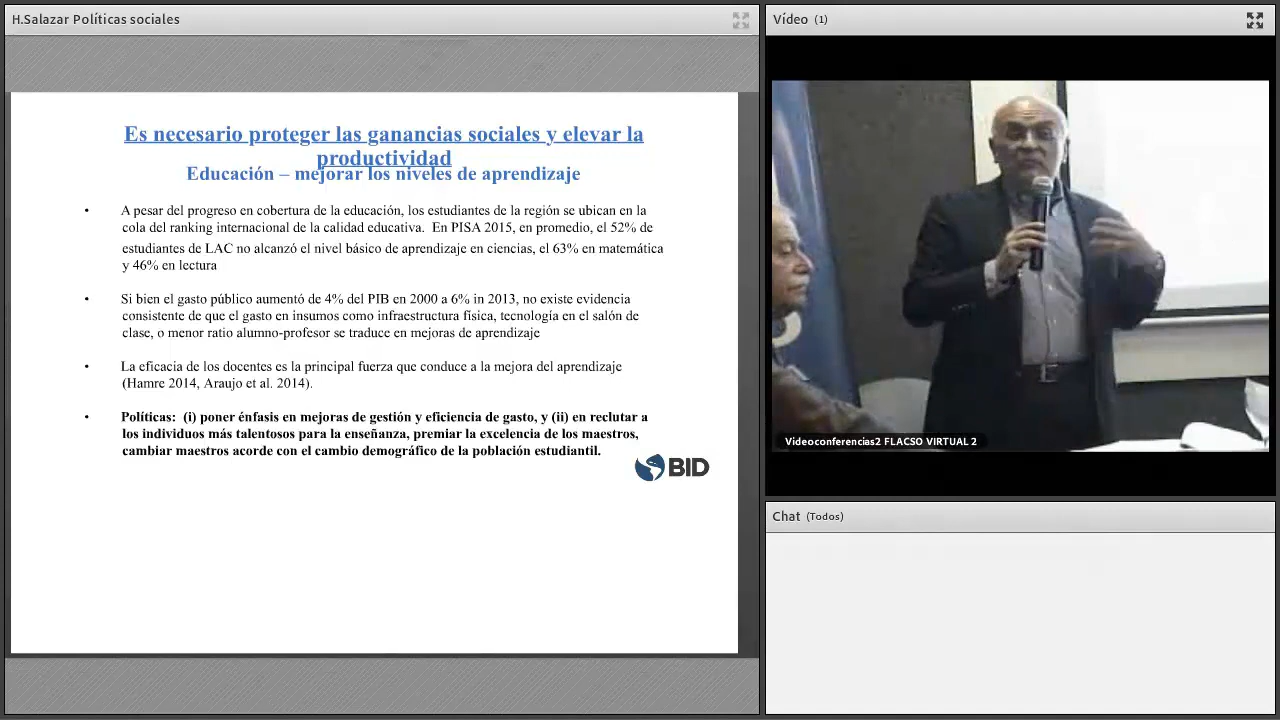 H.Salazar Políticas sociales
Es necesario proteger las ganancias sociales y elevar la
productividad
Educación – mejorar los niveles de aprendizaje
• A pesar del progreso en cobertura de la educación, los estudiantes de la región se ubican en la
cola del ranking internacional de la calidad educativa. En PISA 2015, en promedio, el 52% de
estudiantes de LAC no alcanzó el nivel básico de aprendizaje en ciencias, el 63% en matemática
y 46% en lectura
• Si bien el gasto público aumentó de 4% del PIB en 2000 a 6% in 2013, no existe evidencia
consistente de que el gasto en insumos como infraestructura física, tecnología en el salón de
clase, o menor ratio alumno-profesor se traduce en mejoras de aprendizaje
• La eficacia de los docentes es la principal fuerza que conduce a la mejora del aprendizaje
(Hamre 2014, Araujo et al. 2014).
• Políticas: (i) poner énfasis en mejoras de gestión y eficiencia de gasto, y (ii) en reclutar a
los individuos más talentosos para la enseñanza, premiar la excelencia de los maestros,
cambiar maestros acorde con el cambio demográfico de la población estudiantil.
BID
Vídeo (1)
Videoconferencias2 FLACSO VIRTUAL 2
Chat (Todos)